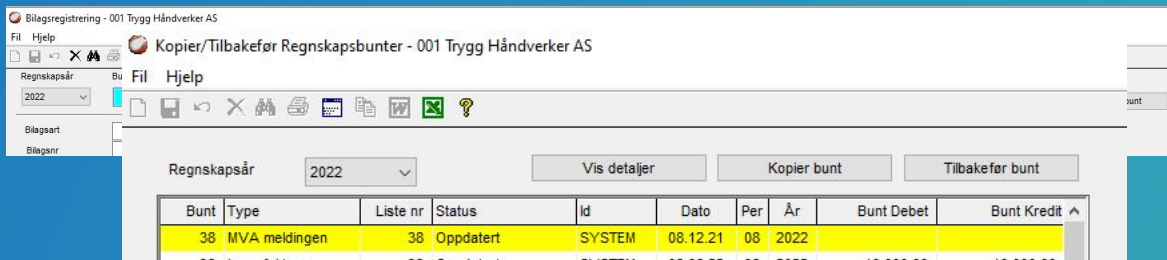 Bilagsregistrering - 001 Trygg Håndverker AS
Fil Hjelp
Regnskapsår Bu
2022
unt
Bilagsart
Bilagsnr
Kopier/Tilbakefør Regnskapsbunter - 001 Trygg Håndverker AS
Fil Hjelp
Regnskapsår 2022 Vis detaljer Kopier bunt Tilbakefør bunt
Bunt Type Liste nr Status Id Dato Per År Bunt Debet Bunt Kredit
38 MVA meldingen 38 Oppdatert SYSTEM 08.12.21 08 2022